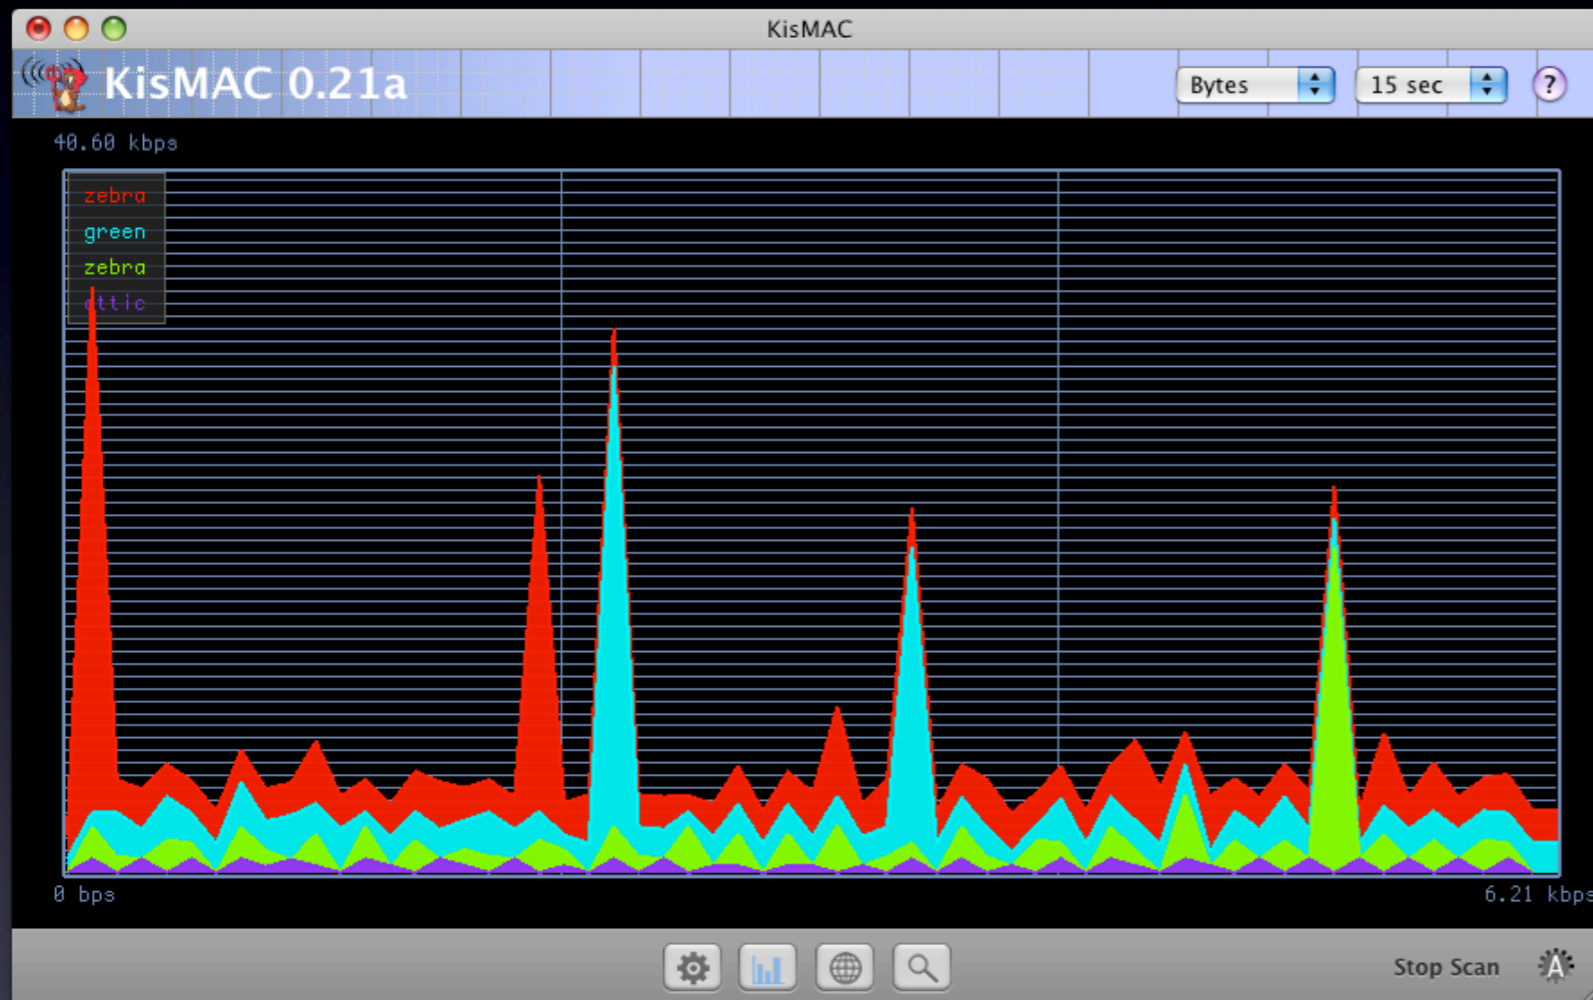 KisMAC
KisMAC 0.21a
Bytes
15 sec
?
40.60 kbps
zebra
green
zebra
attic
0 bps
6.21 kbps
Stop Scan
A